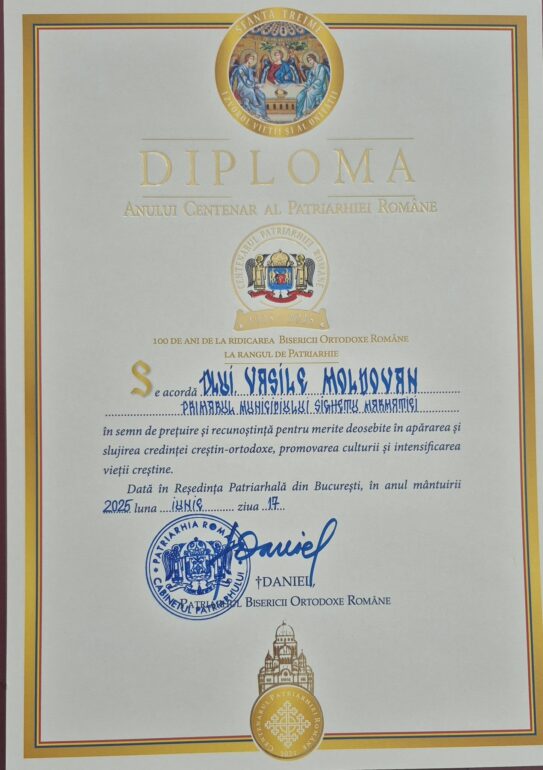 SFÂNTA TREIME
IZVORUL VIEȚII ȘI AL UNITĂȚII
DIPLOMA
ANULUI CENTENAR AL PATRIARHIEI ROMÂNE
CENTENARUL PATRIARHIEI ROMÂNE
100 DE ANI DE LA RIDICAREA BISERICII ORTODOXE ROMÂNE
LA RANGUL DE PATRIARHIE
Se acordă DLUI. VASILE MOLDOVAN
PRIMARUL MUNICIPIULUI SIGHETU MARMATIEI
în semn de prețuire și recunoștință pentru merite deosebite în apărarea și
slujirea credinței creștin-ortodoxe, promovarea culturii și intensificarea
vieții creștine.
Dată în Reședința Patriarhală din București, în anul mântuirii
2025 luna IUNIE ziua 17
PATRIARHIA ROMÂNĂ
CABINETUL PATRIARHULUI
†Daniel
†DANIEL,
PATRIARHUL BISERICII ORTODOXE ROMÂNE
CENTENARUL PATRIARHIEI ROMÂNE